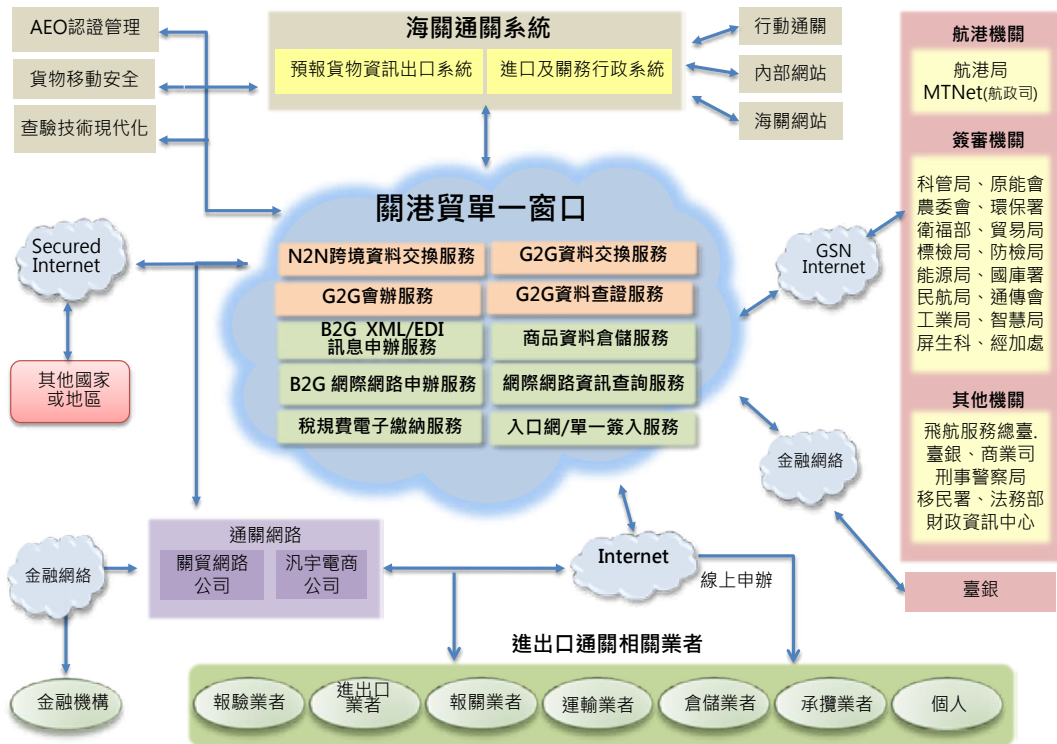 AEO認證管理
貨物移動安全
查驗技術現代化
海關通關系統
預報貨物資訊出口系統
進口及關務行政系統
行動通關
內部網站
海關網站
航港機關
航港局
MTNet(航政司)
簽審機關
科管局、原能會
農委會、環保署
衛福部、貿易局
標檢局、防檢局
能源局、國庫署
民航局、通傳會
工業局、智慧局
屏生科、經加處
其他機關
飛航服務總臺.
臺銀、商業司
刑事警察局
移民署、法務部
財政資訊中心
臺銀
關港貿單一窗口
N2N跨境資料交換服務
G2G資料交換服務
G2G會辦服務
G2G資料查證服務
B2G XML/EDI
訊息申辦服務
商品資料倉儲服務
B2G 網際網路申辦服務
網際網路資訊查詢服務
稅規費電子繳納服務
入口網/單一簽入服務
Secured
Internet
其他國家
或地區
GSN
Internet
金融網絡
通關網路
關貿網路
公司
汎宇電商
公司
金融網絡
Internet
線上申辦
進出口通關相關業者
金融機構
報驗業者
進出口
業者
報關業者
運輸業者
倉儲業者
承攬業者
個人